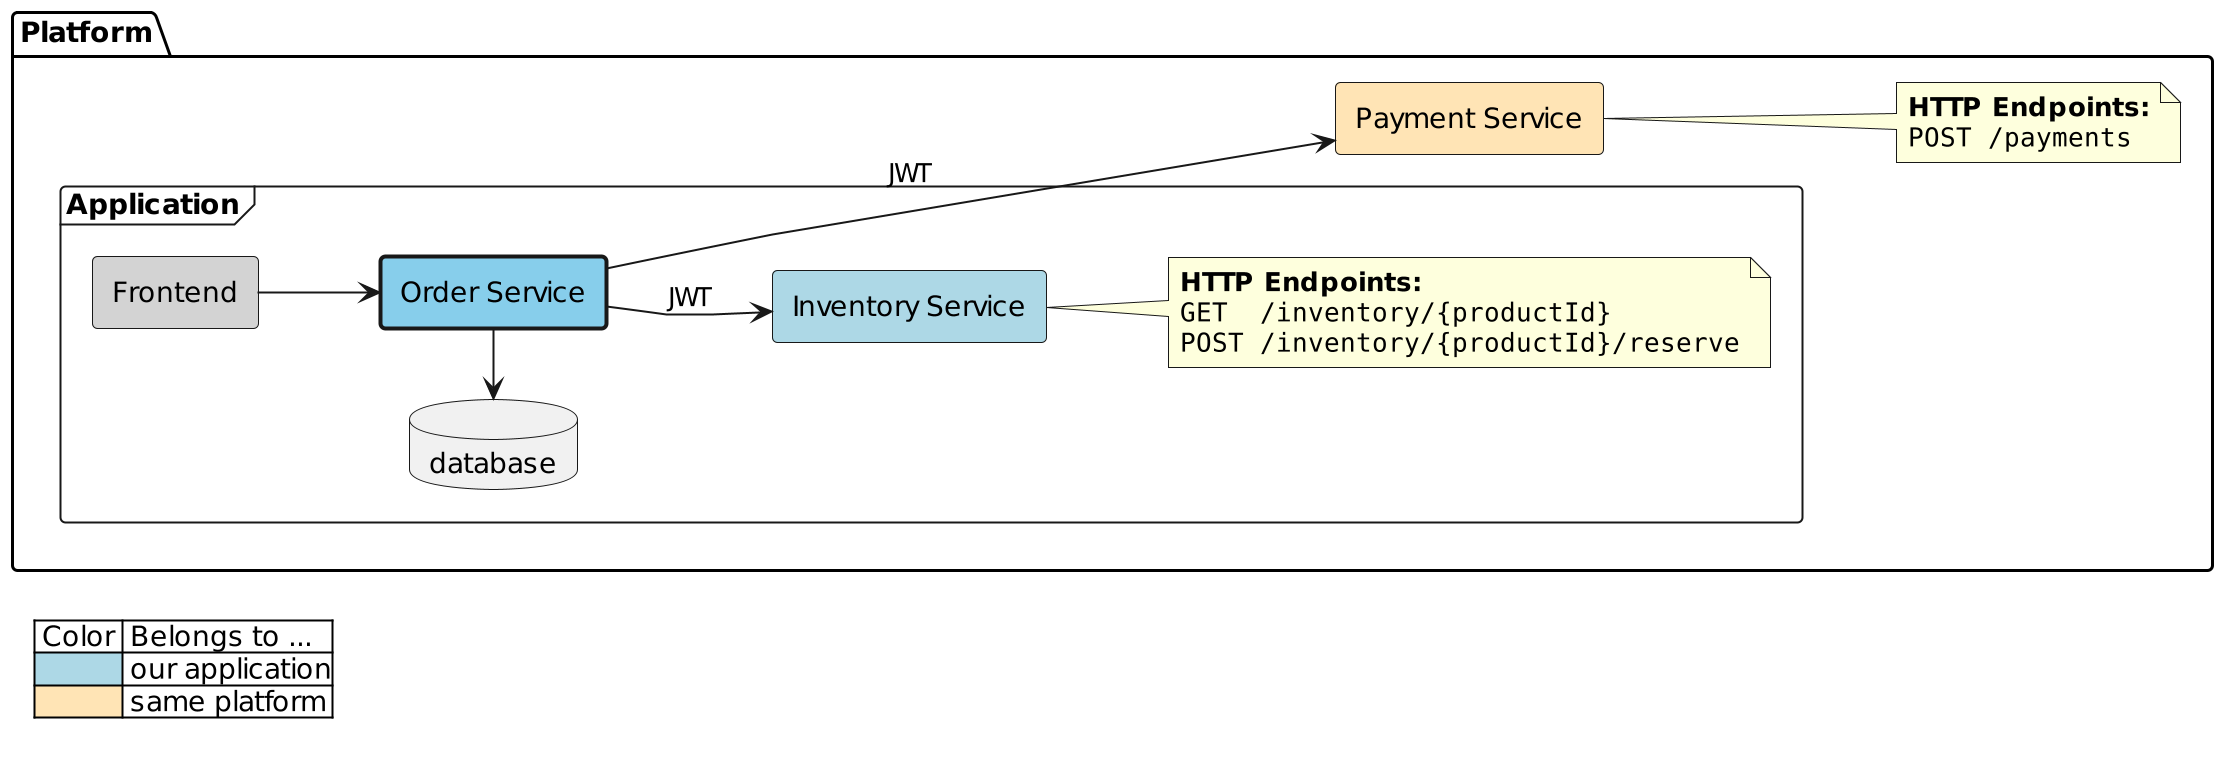 Platform
Payment Service
HTTP Endpoints:
POST /payments
JWT
Application
Frontend
Order Service
JWT
Inventory Service
HTTP Endpoints:
GET  /inventory/{productId}
POST /inventory/{productId}/reserve
database
Color Belongs to ...
our application
same platform